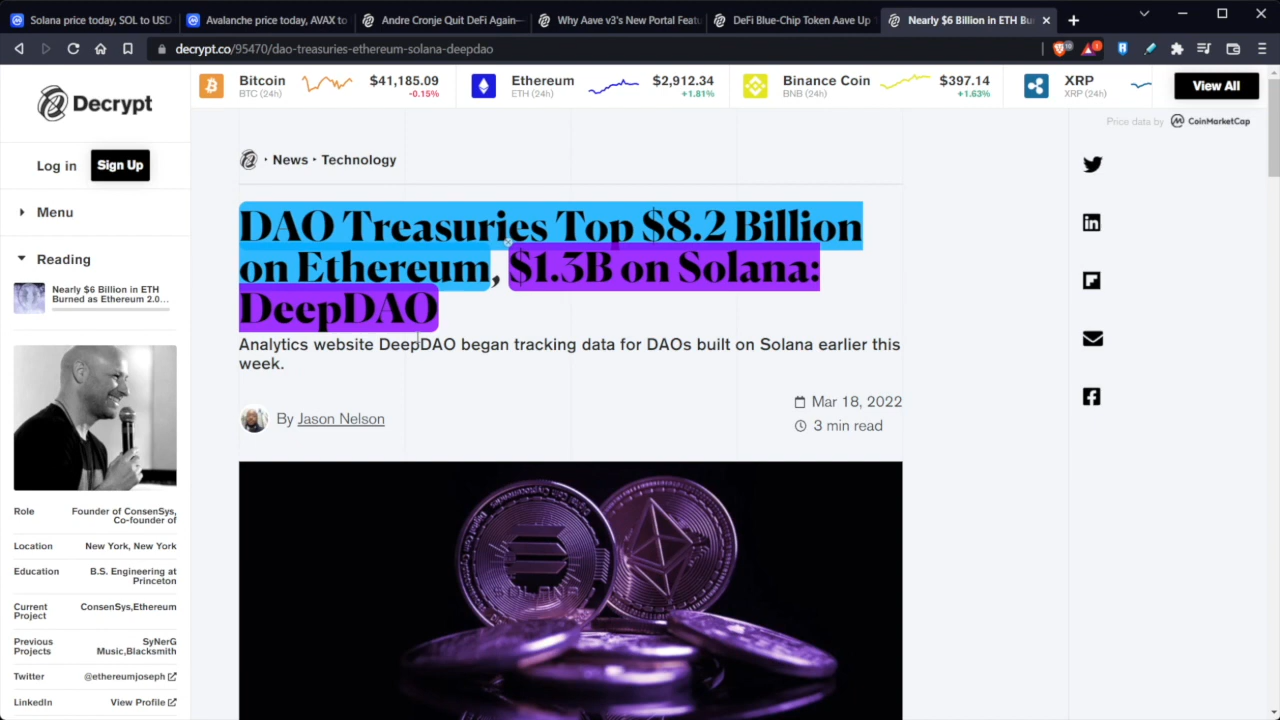 Solana price today, SOL to USD
Avalanche price today, AVAX to
Andre Cronje Quit DeFi Again—
Why Aave v3's New Portal Featu
DeFi Blue-Chip Token Aave Up
Nearly $6 Billion in ETH Bu
decrypt.co/95470/dao-treasuries-ethereum-solana-deepdao
Decrypt
Bitcoin
BTC (24h)
$41,185.09
-0.15%
Ethereum
ETH (24h)
$2,912.34
+1.81%
Binance Coin
BNB (24h)
$397.14
+1.63%
XRP
XRP (24h)
View All
Price data by CoinMarketCap
Log in
Sign Up
Menu
Reading
Nearly $6 Billion in ETH
Burned as Ethereum 2.0...
Role
Founder of ConsenSys,
Co-founder of
Location
New York, New York
Education
B.S. Engineering at
Princeton
Current
Project
ConsenSys,Ethereum
Previous
Projects
SyNerG
Music,Blacksmith
Twitter
@ethereumjoseph
LinkedIn
View Profile
· News · Technology
DAO Treasuries Top $8.2 Billion
on Ethereum, $1.3B on Solana:
DeepDAO
Analytics website DeepDAO began tracking data for DAOs built on Solana earlier this
week.
By Jason Nelson
Mar 18, 2022
3 min read
SOLANA